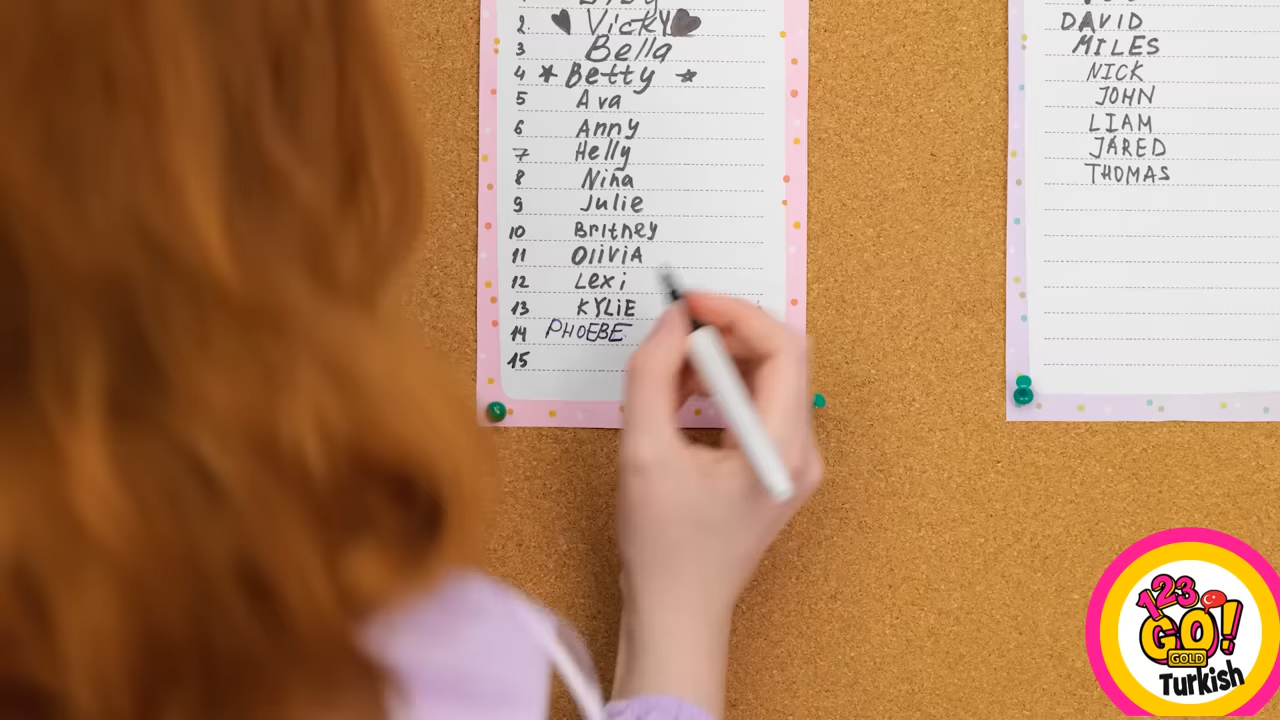 2. Vicky
3 Bella
4 Betty
5 Ava
6 Anny
7 Helly
8 Nina
9 Julie
10 Britney
11 OliviA
12 Lexi
13 KYLiE
14 PHOEBE
15
DAVID
MILES
NICK
JOHN
LIAM
JARED
THOMAS
123
GO!
GOLD
Turkish